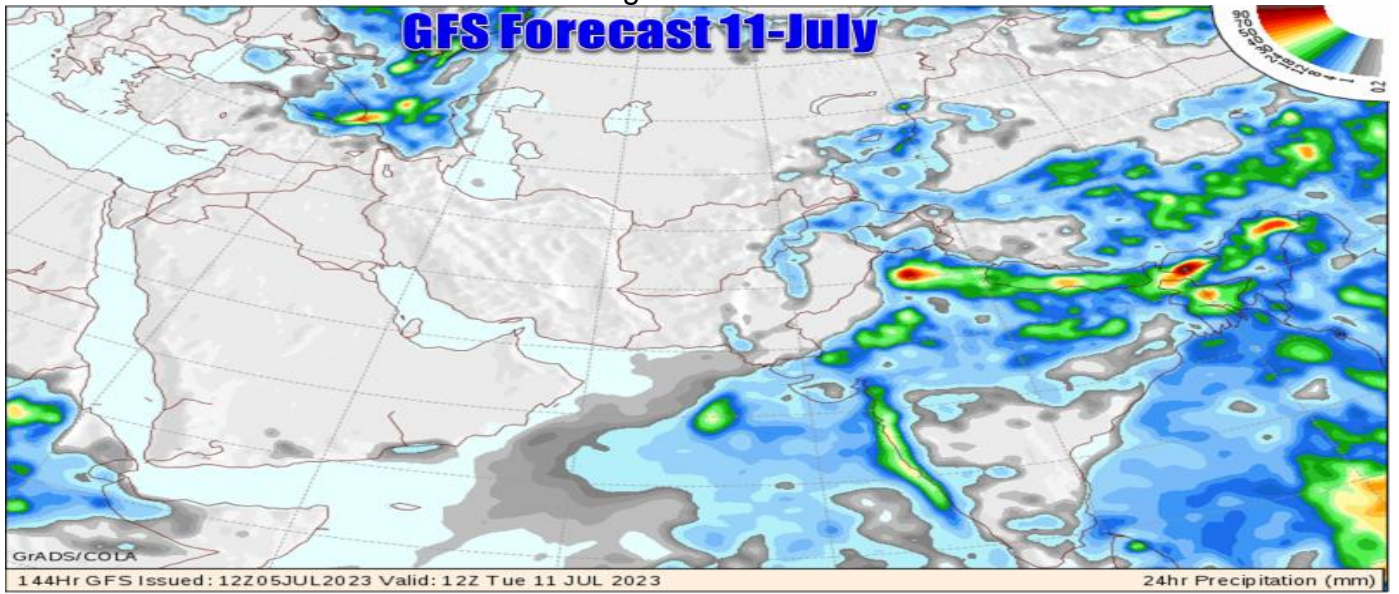 GFS Forecast 11-July
GrADS/COLA
144Hr GFS Issued: 12Z05JUL2023 Valid: 12Z Tue 11 JUL 2023
24hr Precipitation (mm)